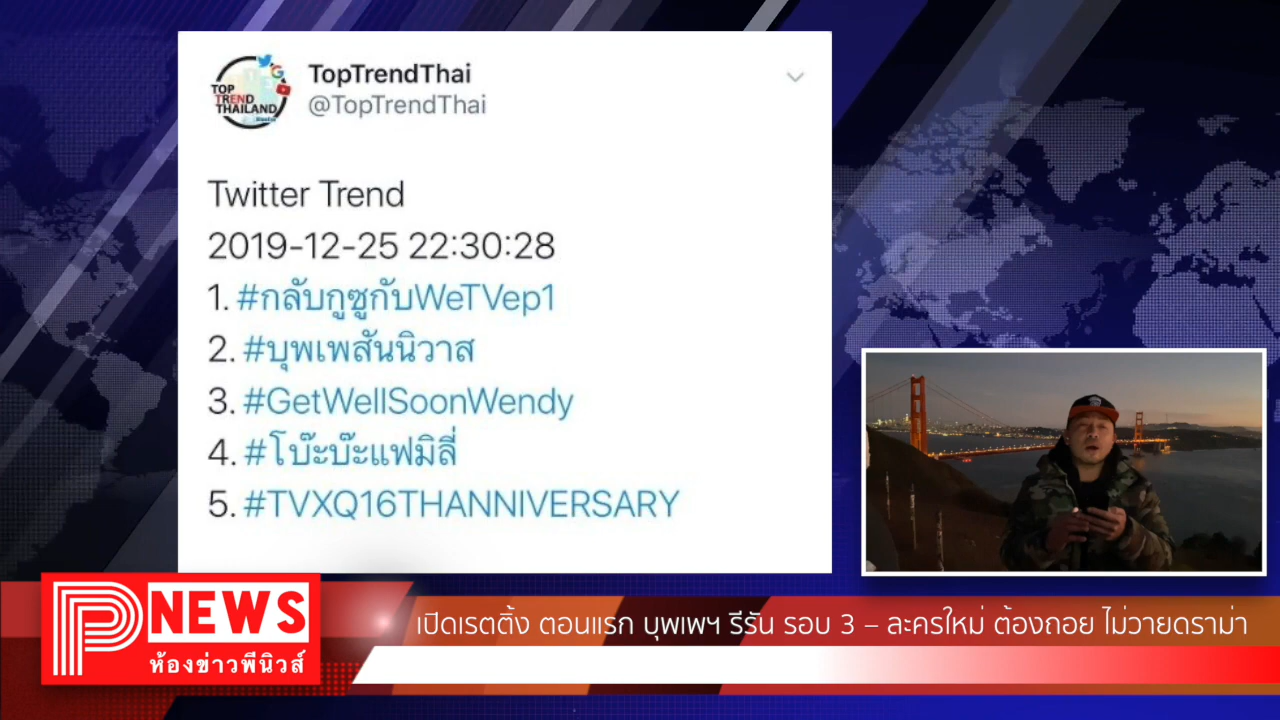 TOP
TREND
THAILAND
TopTrendThai
@TopTrendThai
Twitter Trend
2019-12-25 22:30:28
1. #กลับกูซูกับWeTVep1
2. #บุพเพสันนิวาส
3. #GetWellSoonWendy
4. #โบ๊ะบ๊ะแฟมิลี่
5. #TVXQ16THANNIVERSARY
P NEWS
ห้องข่าวพีนิวส์
เปิดเรตติ้ง ตอนแรก บุพเพฯ รีรัน รอบ 3 – ละครใหม่ ต้องถอย ไม่วายดราม่า